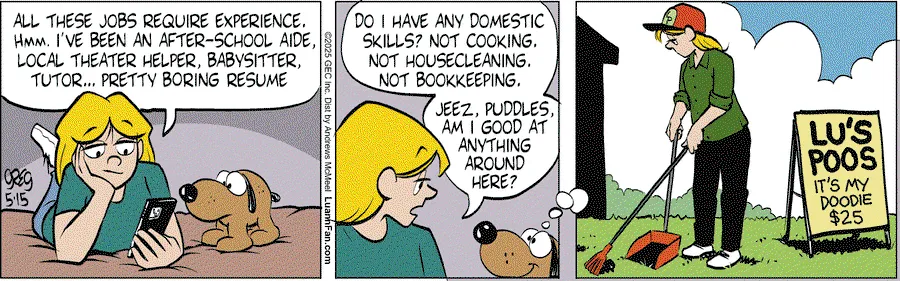 ALL THESE JOBS REQUIRE EXPERIENCE.
HMM. I'VE BEEN AN AFTER-SCHOOL AIDE,
LOCAL THEATER HELPER, BABYSITTER,
TUTOR... PRETTY BORING RESUME
GREG
5·15
©2025 GEC Inc. Dist by Andrews McMeel LuannFan.com
DO I HAVE ANY DOMESTIC
SKILLS? NOT COOKING.
NOT HOUSECLEANING.
NOT BOOKKEEPING.
JEEZ, PUDDLES,
AM I GOOD AT
ANYTHING
AROUND
HERE?
P
LU'S
POOS
IT'S MY
DOODIE
$25